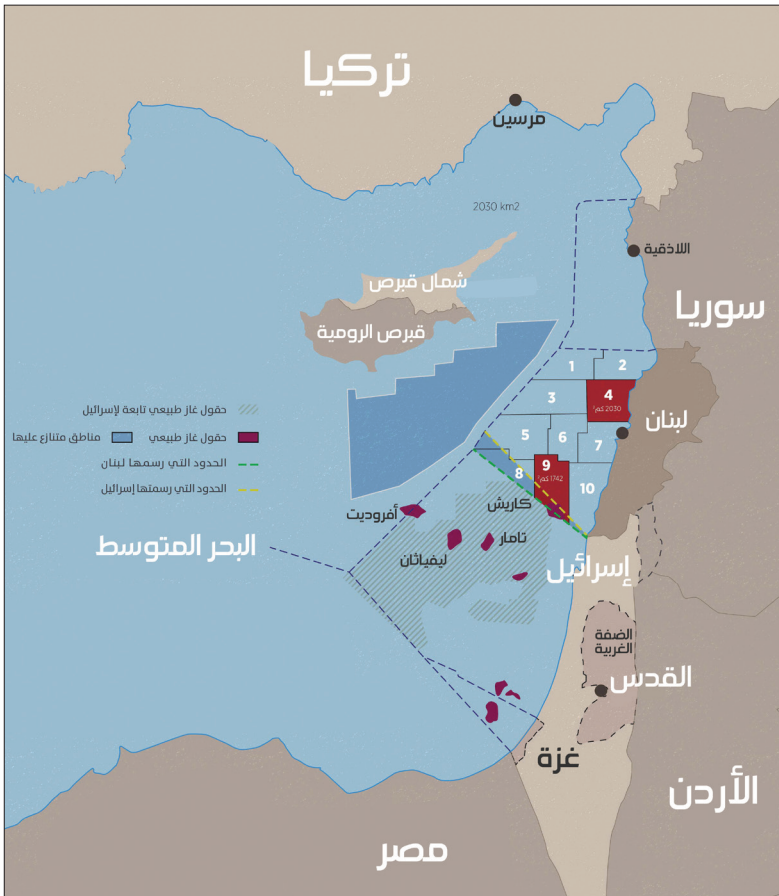 تركيا
مرسين
2030 km2
اللاذقية
سوريا
شمال قبرص
قبرص الرومية
1
2
3
4
2030 كم²
لبنان
5
6
7
8
9
1742 كم²
10
حقول غاز طبيعي تابعة لإسرائيل
حقول غاز طبيعي
مناطق متنازع عليها
الحدود التي رسمها لبنان
الحدود التي رسمتها إسرائيل
كاريش
أفروديت
تامار
ليفياثان
البحر المتوسط
إسرائيل
الضفة
الغربية
القدس
غزة
الأردن
مصر